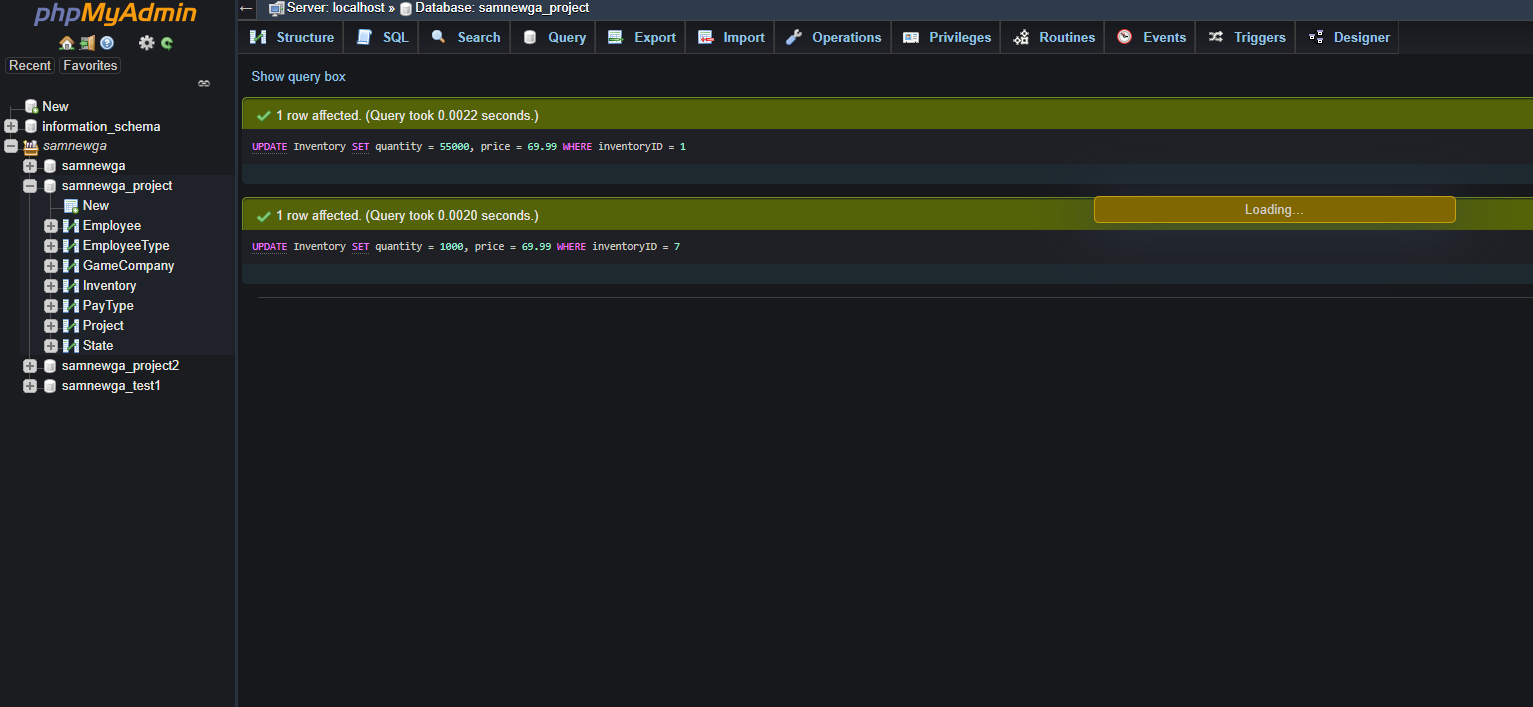 phpMyAdmin
Recent Favorites
New
information_schema
samnewga
samnewga
samnewga_project
New
Employee
EmployeeType
GameCompany
Inventory
PayType
Project
State
samnewga_project2
samnewga_test1
← Server: localhost » Database: samnewga_project
Structure SQL Search Query Export Import Operations Privileges Routines Events Triggers Designer
Show query box
1 row affected. (Query took 0.0022 seconds.)
UPDATE Inventory SET quantity = 55000, price = 69.99 WHERE inventoryID = 1
1 row affected. (Query took 0.0020 seconds.)
Loading...
UPDATE Inventory SET quantity = 1000, price = 69.99 WHERE inventoryID = 7